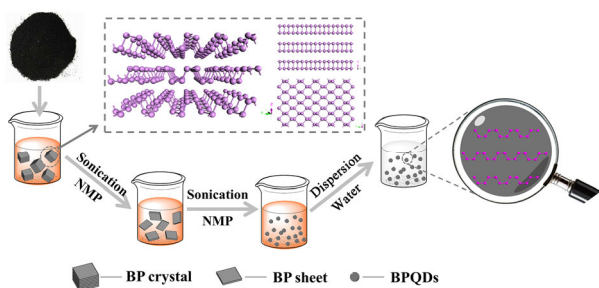 Sonication
NMP
Sonication
NMP
Dispersion
Water
BP crystal
BP sheet
BPQDs